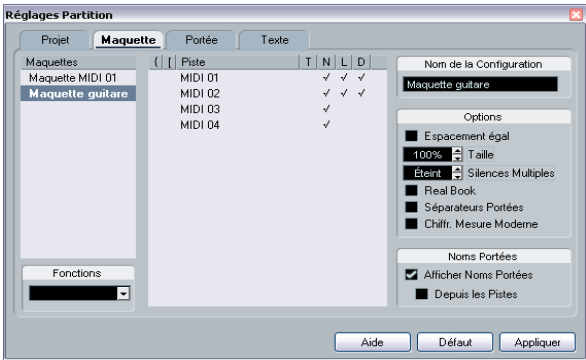 Réglages Partition
Projet Maquette Portée Texte
Maquettes
Maquette MIDI 01
Maquette guitare
{ [ Piste T N L D
MIDI 01 √ √ √
MIDI 02 √ √ √
MIDI 03 √
MIDI 04 √
Nom de la Configuration
Maquette guitare
Options
Espacement égal
100% Taille
Éteint Silences Multiples
Real Book
Séparateurs Portées
Chiffr. Mesure Moderne
Noms Portées
Afficher Noms Portées
Depuis les Pistes
Fonctions
Aide Défaut Appliquer